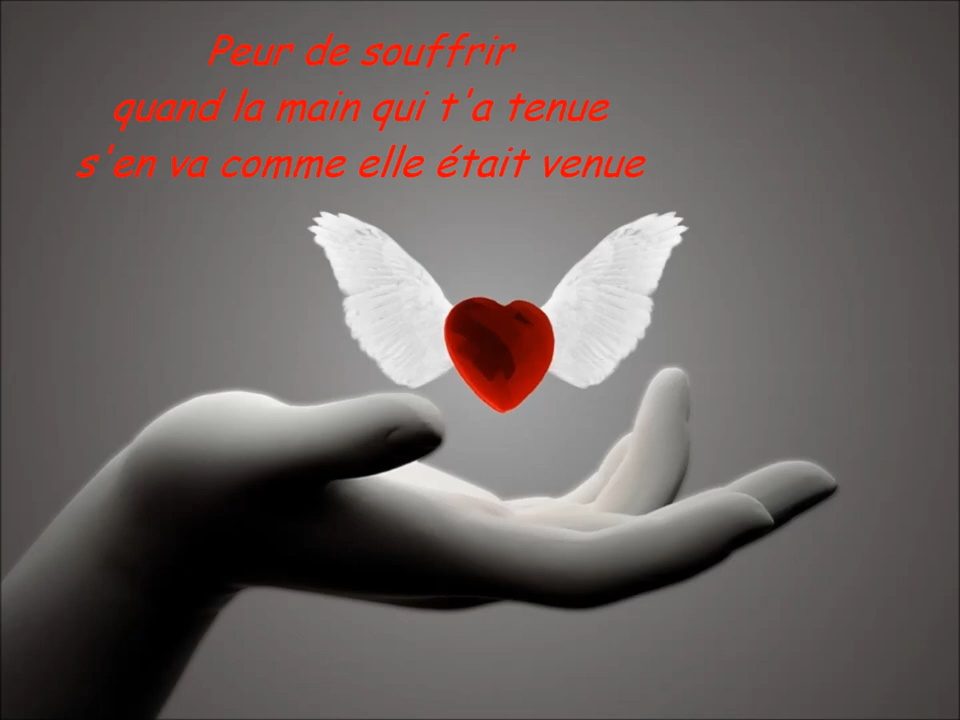 Peur de souffrir
quand la main qui t'a tenue
s'en va comme elle était venue